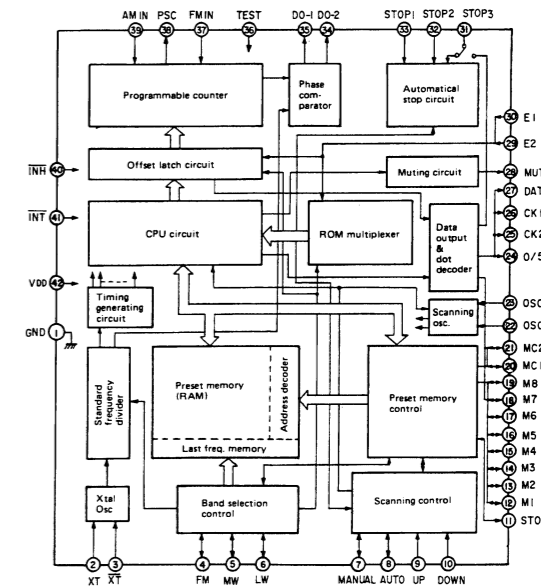 AM IN PSC FM IN TEST DO-1 DO-2 STOP1 STOP2 STOP3
39 38 37 36 35 34 33 32 31
Programmable counter
Phase
com-
parator
Automatical
stop circuit
30 E1
29 E2
INH 40
Offset latch circuit
Muting circuit
28 MUT
27 DAT
INT 41
CPU circuit
ROM multiplexer
Data
output
&
dot
decoder
26 CK1
25 CK2
24 O/5
VDD 42
Timing
generating
circuit
Scanning
osc.
23 OSC
22 OSC
GND 1
21 MC2
20 MC1
Standard
frequency
divider
Preset memory
(RAM)
Address decoder
Last freq. memory
Preset memory
control
19 M8
18 M7
17 M6
16 M5
15 M4
14 M3
13 M2
12 M1
11 STO
Xtal
Osc
Band selection
control
Scanning control
2 3 4 5 6 7 8 9 10
XT XT FM MW LW MANUAL AUTO UP DOWN